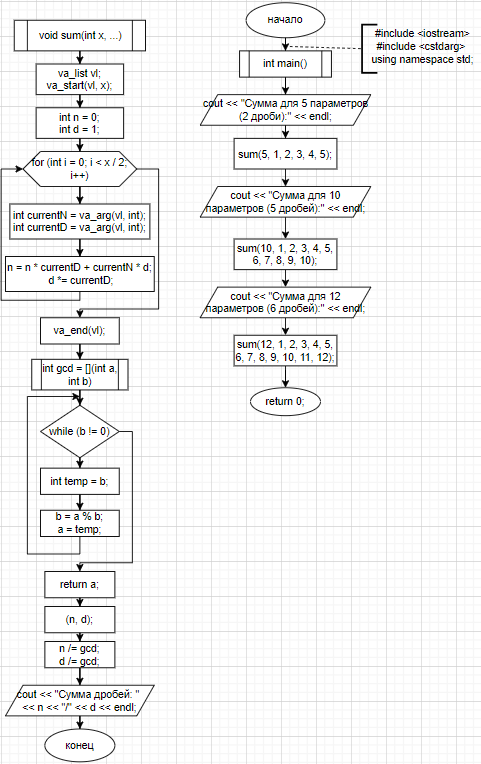 void sum(int x, ...)
va_list vl;
va_start(vl, x);
int n = 0;
int d = 1;
for (int i = 0; i < x / 2;
i++)
int currentN = va_arg(vl, int);
int currentD = va_arg(vl, int);
n = n * currentD + currentN * d;
d *= currentD;
va_end(vl);
int gcd = [](int a,
int b)
while (b != 0)
int temp = b;
b = a % b;
a = temp;
return a;
(n, d);
n /= gcd;
d /= gcd;
cout << "Сумма дробей: "
<< n << "/" << d << endl;
конец
начало
#include <iostream>
#include <cstdarg>
using namespace std;
int main()
cout << "Сумма для 5 параметров
(2 дроби):" << endl;
sum(5, 1, 2, 3, 4, 5);
cout << "Сумма для 10
параметров (5 дробей):" << endl;
sum(10, 1, 2, 3, 4, 5,
6, 7, 8, 9, 10);
cout << "Сумма для 12
параметров (6 дробей):" << endl;
sum(12, 1, 2, 3, 4, 5,
6, 7, 8, 9, 10, 11, 12);
return 0;